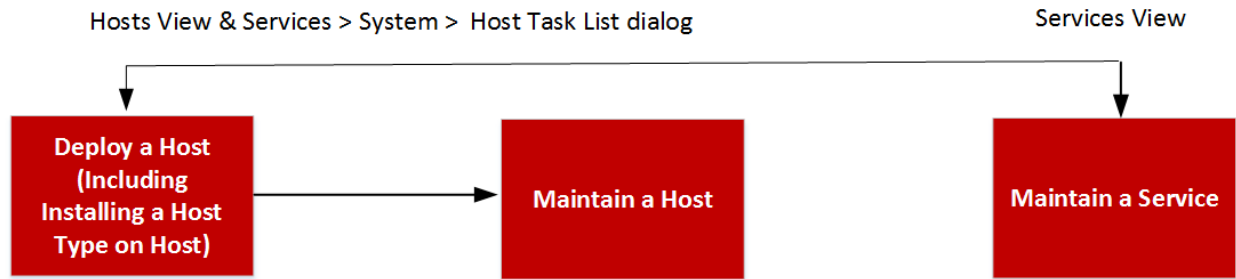 Hosts View & Services > System > Host Task List dialog
Services View
Deploy a Host
(Including
Installing a Host
Type on Host)
Maintain a Host
Maintain a Service